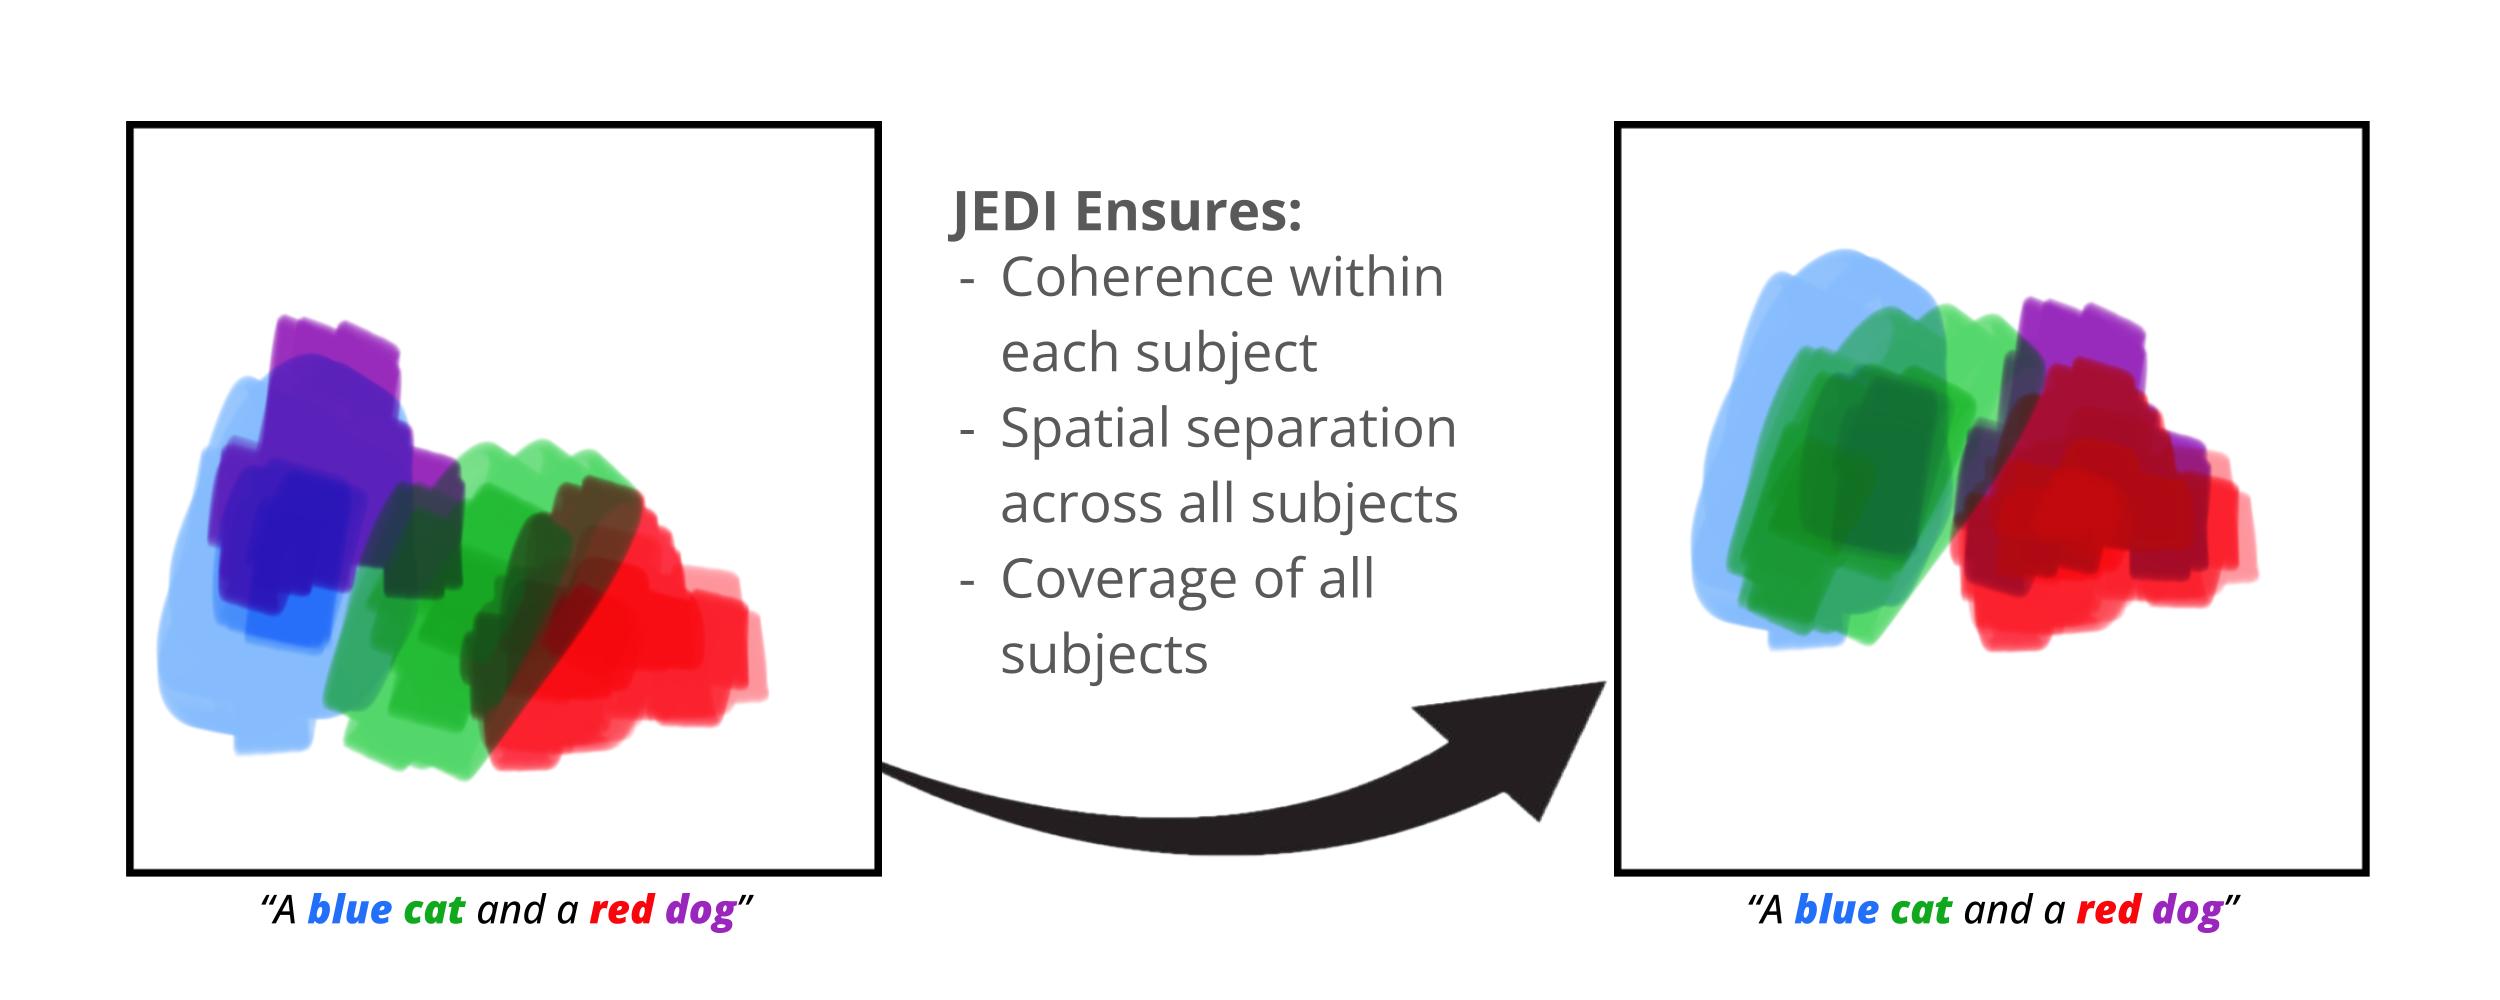 JEDI Ensures:
- Coherence within
each subject
- Spatial separation
across all subjects
- Coverage of all
subjects
“A blue cat and a red dog”
“A blue cat and a red dog”